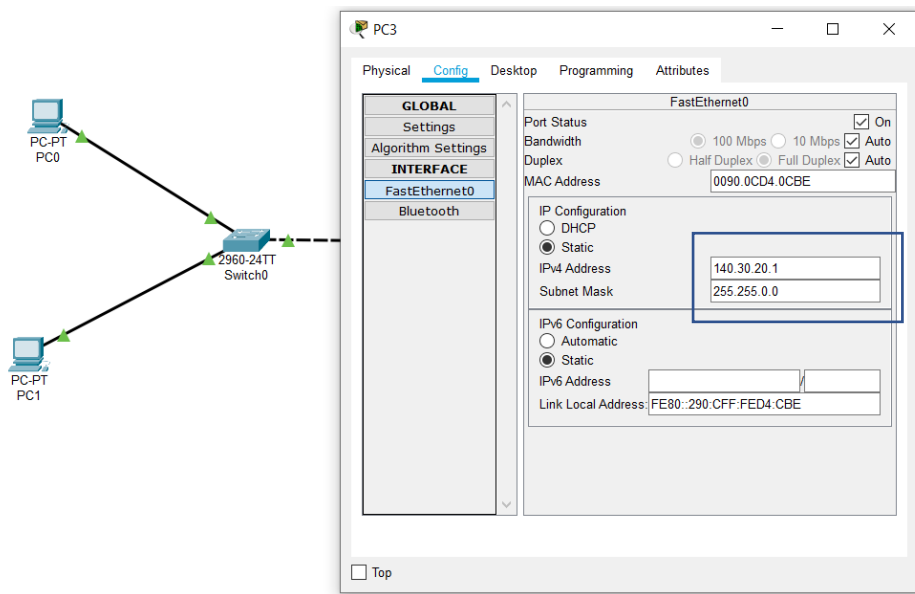 PC3
Physical Config Desktop Programming Attributes
GLOBAL
Settings
Algorithm Settings
INTERFACE
FastEthernet0
Bluetooth
FastEthernet0
Port Status On
Bandwidth 100 Mbps 10 Mbps Auto
Duplex Half Duplex Full Duplex Auto
MAC Address 0090.0CD4.0CBE
IP Configuration
DHCP
Static
IPv4 Address 140.30.20.1
Subnet Mask 255.255.0.0
IPv6 Configuration
Automatic
Static
IPv6 Address /
Link Local Address: FE80::290:CFF:FED4:CBE
Top
PC-PT
PC0
2960-24TT
Switch0
PC-PT
PC1